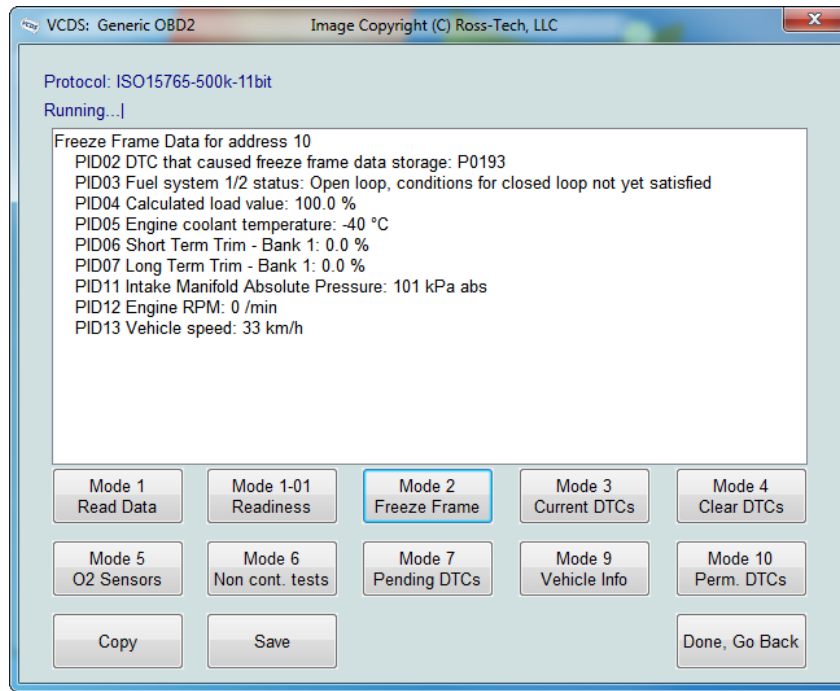 VCDS: Generic OBD2 Image Copyright (C) Ross-Tech, LLC
Protocol: ISO15765-500k-11bit
Running...|
Freeze Frame Data for address 10
PID02 DTC that caused freeze frame data storage: P0193
PID03 Fuel system 1/2 status: Open loop, conditions for closed loop not yet satisfied
PID04 Calculated load value: 100.0 %
PID05 Engine coolant temperature: -40 °C
PID06 Short Term Trim - Bank 1: 0.0 %
PID07 Long Term Trim - Bank 1: 0.0 %
PID11 Intake Manifold Absolute Pressure: 101 kPa abs
PID12 Engine RPM: 0 /min
PID13 Vehicle speed: 33 km/h
Mode 1
Read Data
Mode 1-01
Readiness
Mode 2
Freeze Frame
Mode 3
Current DTCs
Mode 4
Clear DTCs
Mode 5
O2 Sensors
Mode 6
Non cont. tests
Mode 7
Pending DTCs
Mode 9
Vehicle Info
Mode 10
Perm. DTCs
Copy
Save
Done, Go Back